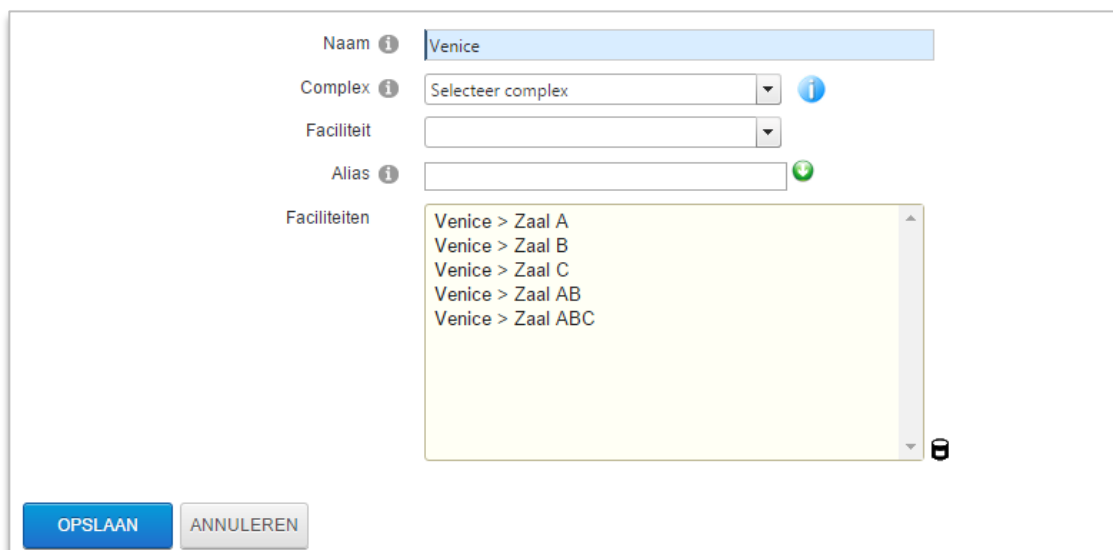 Naam
Venice
Complex
Selecteer complex
Faciliteit
Alias
Faciliteiten
Venice > Zaal A
Venice > Zaal B
Venice > Zaal C
Venice > Zaal AB
Venice > Zaal ABC
OPSLAAN
ANNULEREN